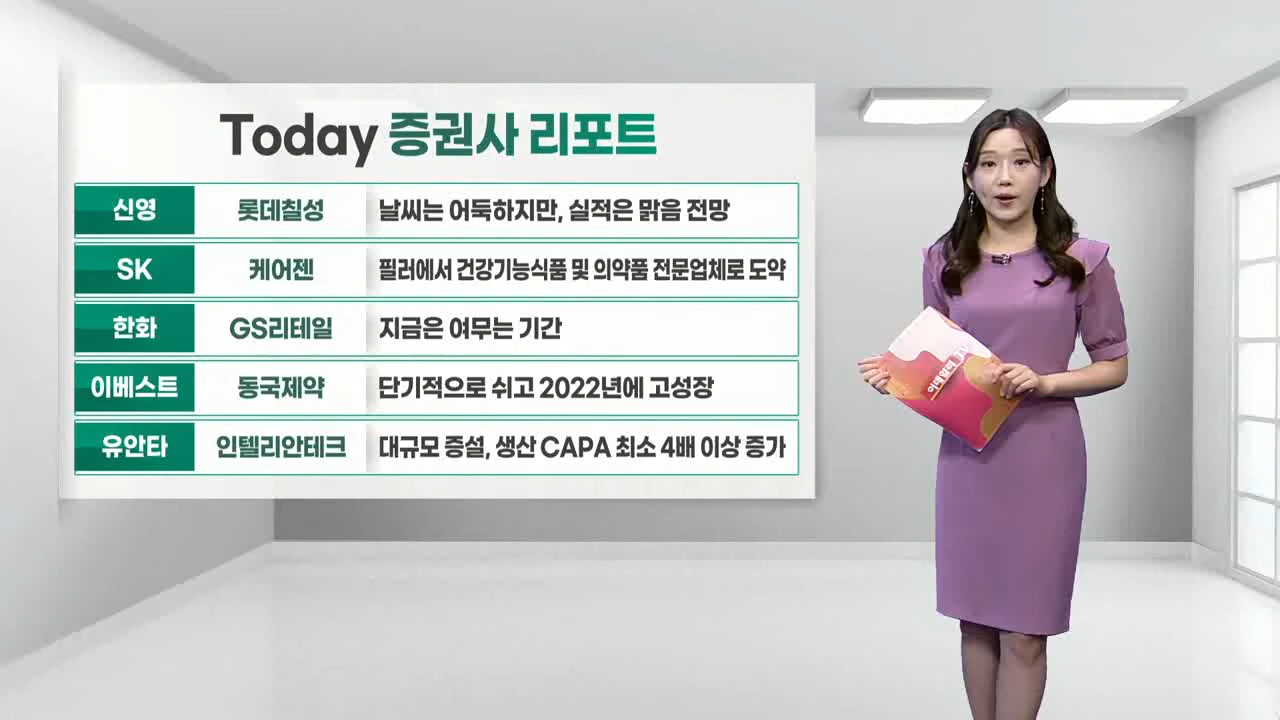 Today 증권사 리포트
신영 롯데칠성 날씨는 어둑하지만, 실적은 맑음 전망
SK 케어젠 필러에서 건강기능식품 및 의약품 전문업체로 도약
한화 GS리테일 지금은 여무는 기간
이베스트 동국제약 단기적으로 쉬고 2022년에 고성장
유안타 인텔리안테크 대규모 증설, 생산 CAPA 최소 4배 이상 증가
이데일리 TV